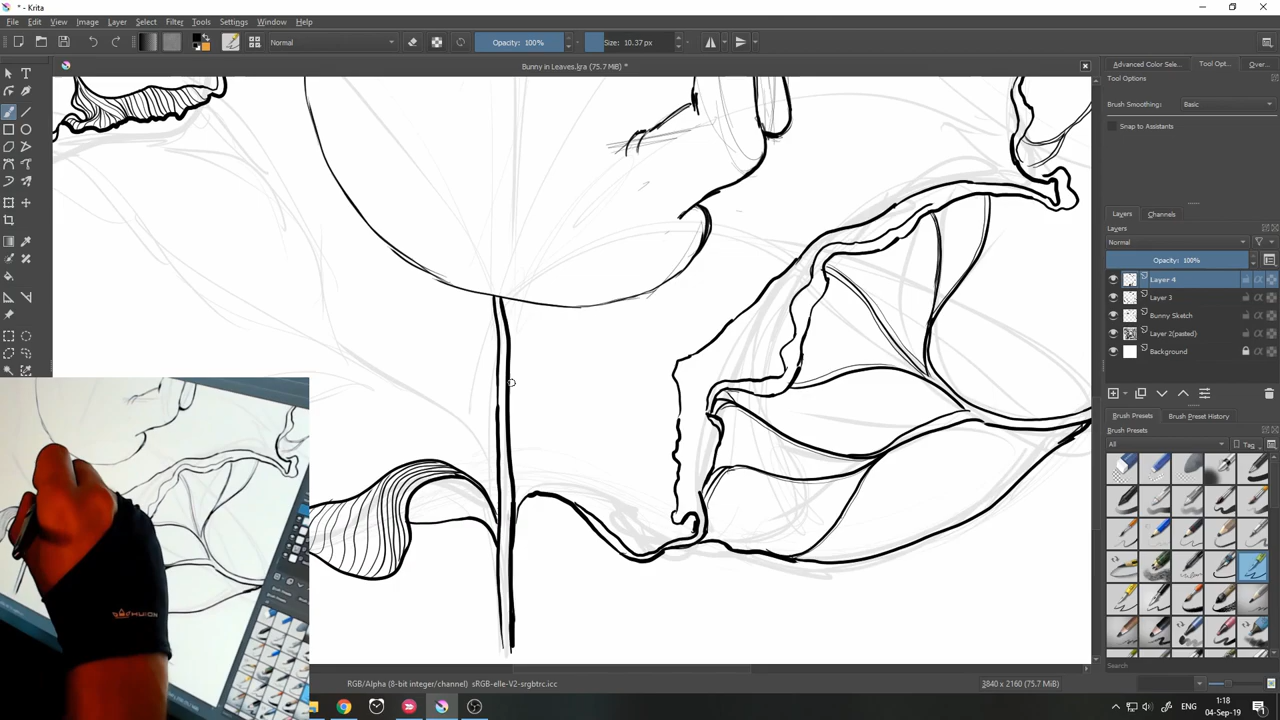 * - Krita
File Edit View Image Layer Select Filter Tools Settings Window Help
Normal
Opacity: 100%
Size: 10.37 px
Bunny in Leaves.kra (75.7 MiB) *
Advanced Color Sele...
Tool Opt...
Over...
Tool Options
Brush Smoothing: Basic
Snap to Assistants
Layers Channels
Layers
Normal
Opacity: 100%
Layer 4
Layer 3
Bunny Sketch
Layer 2(pasted)
Background
Brush Presets Brush Preset History
Brush Presets
All
Tag
Search
RGB/Alpha (8-bit integer/channel) sRGB-elle-V2-srgbtrc.icc
3840 x 2160 (75.7 MiB)
ENG
1:18
04-Sep-19